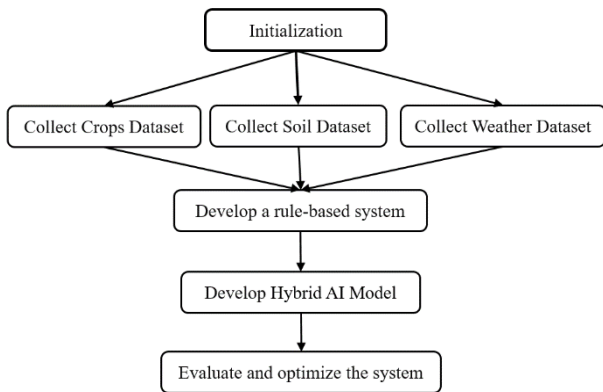 Initialization
Collect Crops Dataset
Collect Soil Dataset
Collect Weather Dataset
Develop a rule-based system
Develop Hybrid AI Model
Evaluate and optimize the system